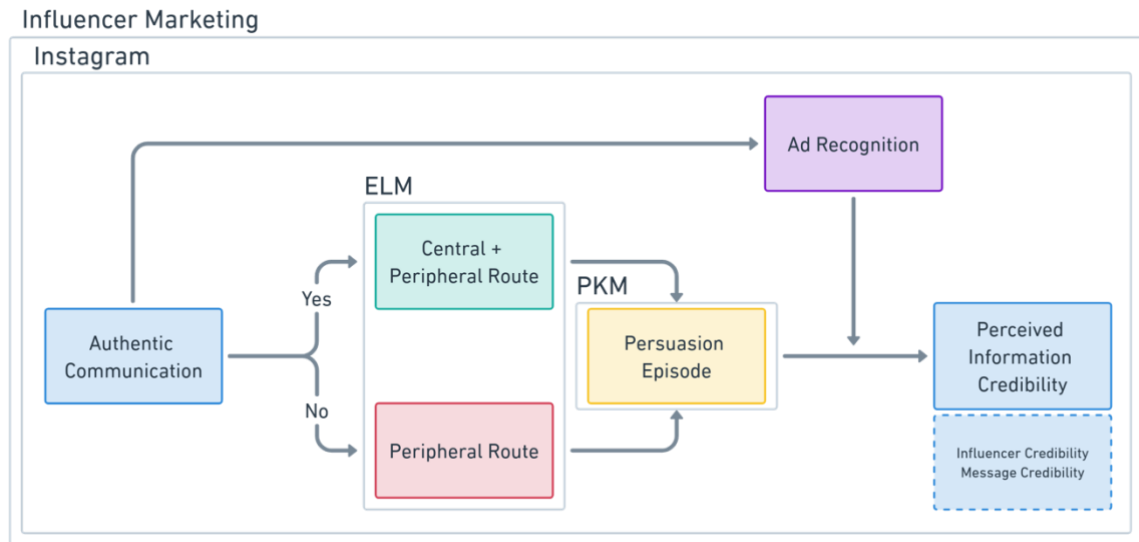 Influencer Marketing
Instagram
Ad Recognition
ELM
Central +
Peripheral Route
Yes
PKM
Authentic
Communication
Persuasion
Episode
Perceived
Information
Credibility
No
Peripheral Route
Influencer Credibility
Message Credibility